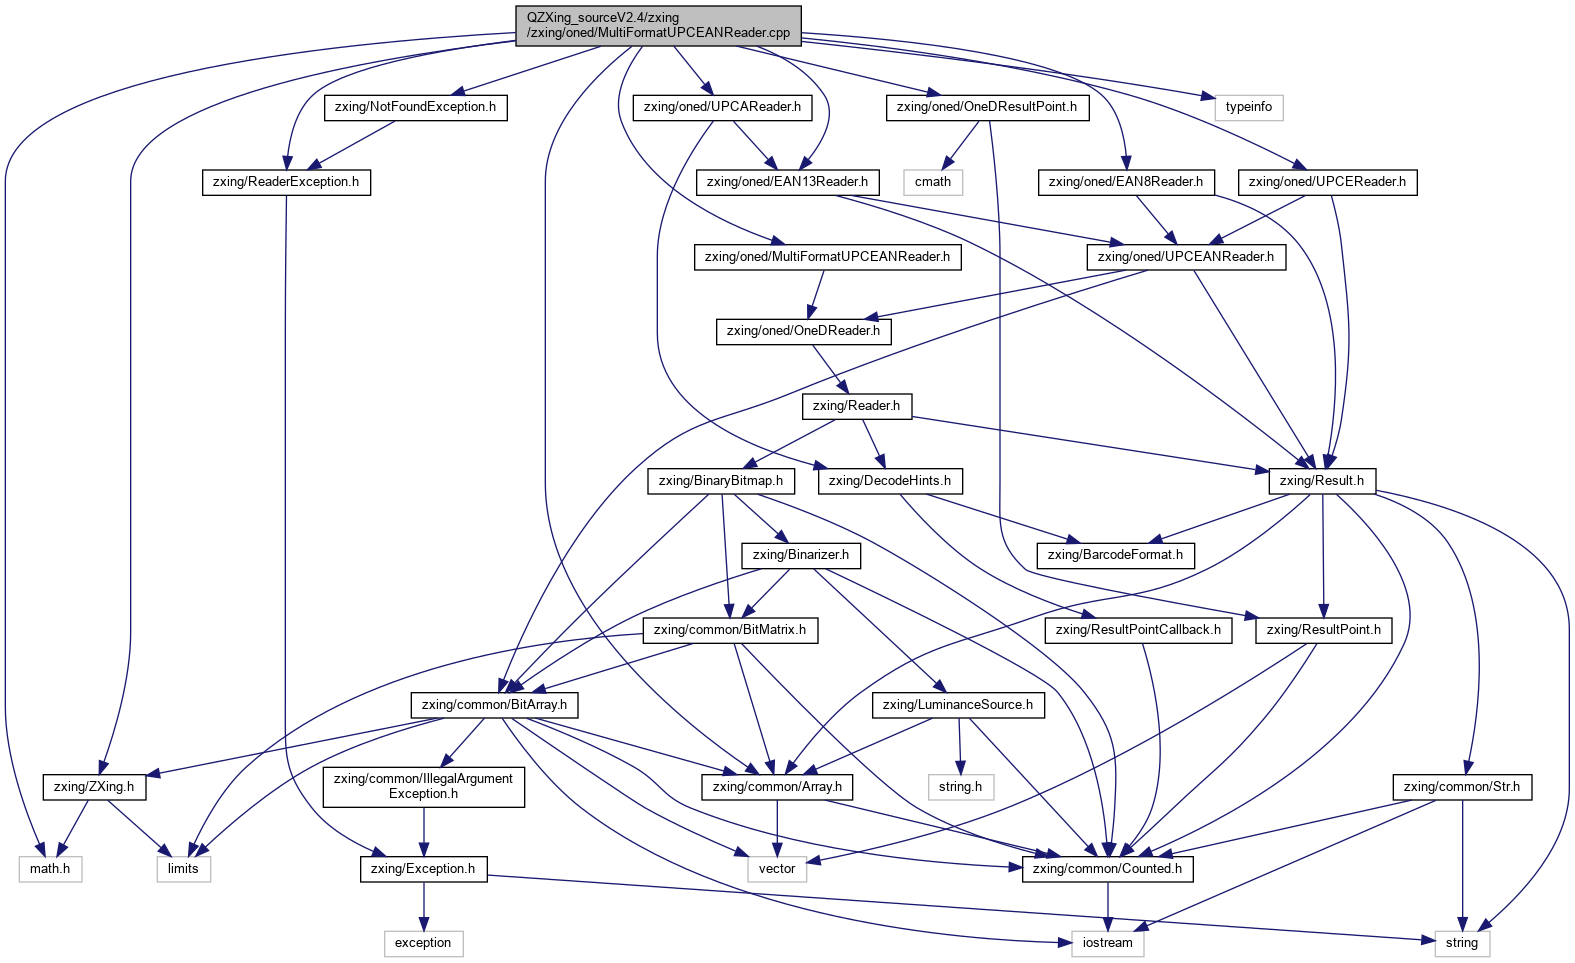 QZXing_sourceV2.4/zxing
/zxing/oned/MultiFormatUPCEANReader.cpp
zxing/NotFoundException.h
zxing/oned/UPCAReader.h
zxing/oned/OneDResultPoint.h
typeinfo
zxing/ReaderException.h
zxing/oned/EAN13Reader.h
cmath
zxing/oned/EAN8Reader.h
zxing/oned/UPCEReader.h
zxing/oned/MultiFormatUPCEANReader.h
zxing/oned/UPCEANReader.h
zxing/oned/OneDReader.h
zxing/Reader.h
zxing/BinaryBitmap.h
zxing/DecodeHints.h
zxing/Result.h
zxing/Binarizer.h
zxing/BarcodeFormat.h
zxing/common/BitMatrix.h
zxing/ResultPointCallback.h
zxing/ResultPoint.h
zxing/common/BitArray.h
zxing/LuminanceSource.h
zxing/ZXing.h
zxing/common/IllegalArgument
Exception.h
zxing/common/Array.h
string.h
zxing/common/Str.h
math.h
limits
zxing/Exception.h
vector
zxing/common/Counted.h
exception
iostream
string